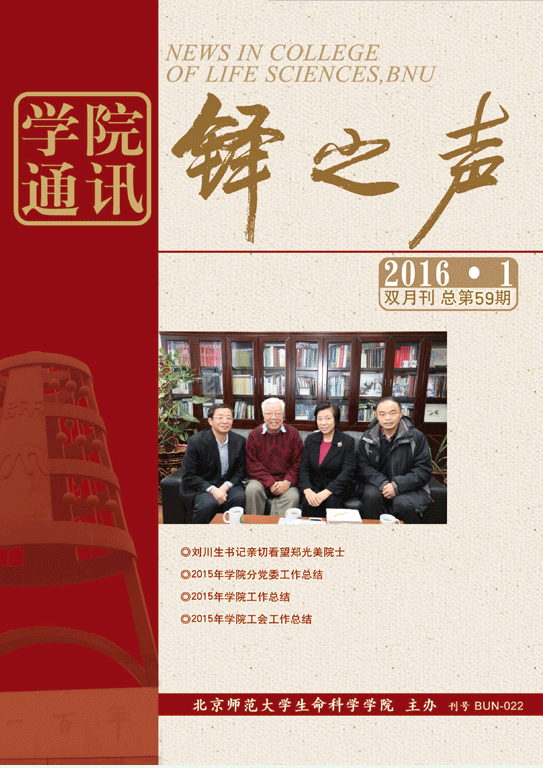 NEWS IN COLLEGE
OF LIFE SCIENCES,BNU
学院
通讯
铎之声
2016·1
双月刊 总第59期
◎刘川生书记亲切看望郑光美院士
◎2015年学院分党委工作总结
◎2015年学院工作总结
◎2015年学院工会工作总结
一百年
北京师范大学生命科学学院 主办 刊号 BUN-022